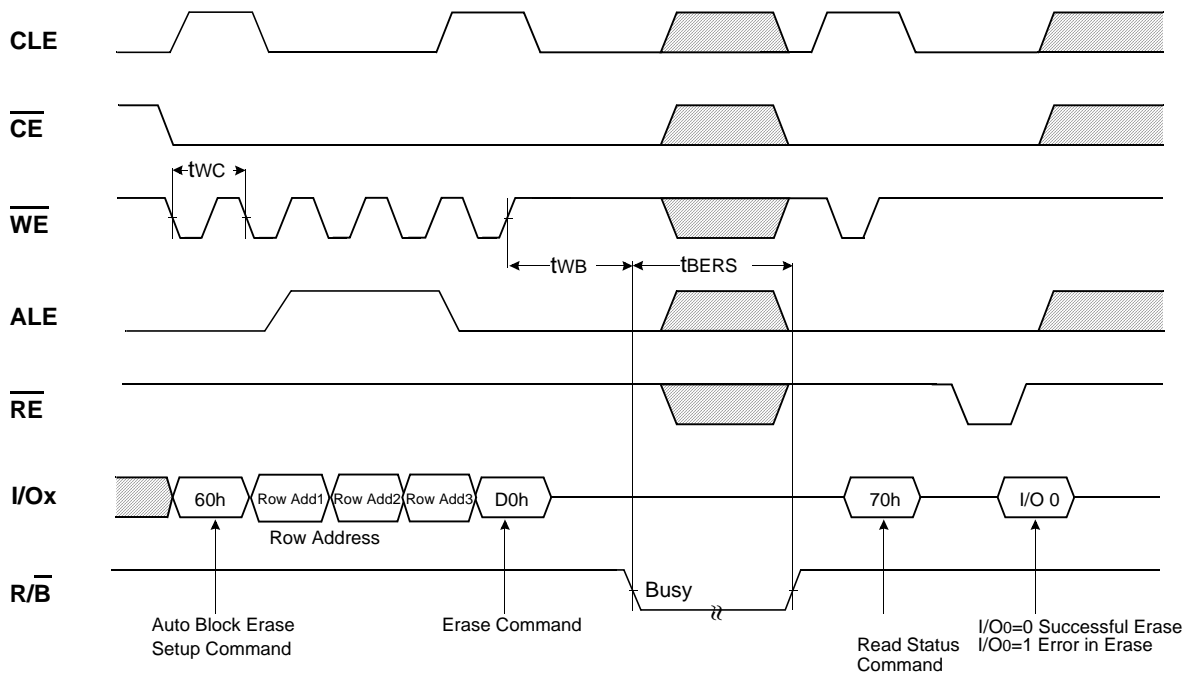 CLE
CE
tWC
WE
tWB
tBERS
ALE
RE
I/Ox
60h
Row Add1
Row Add2
Row Add3
D0h
70h
I/O 0
Row Address
R/B
Busy
Auto Block Erase
Setup Command
Erase Command
Read Status
Command
I/O0=0 Successful Erase
I/O0=1 Error in Erase